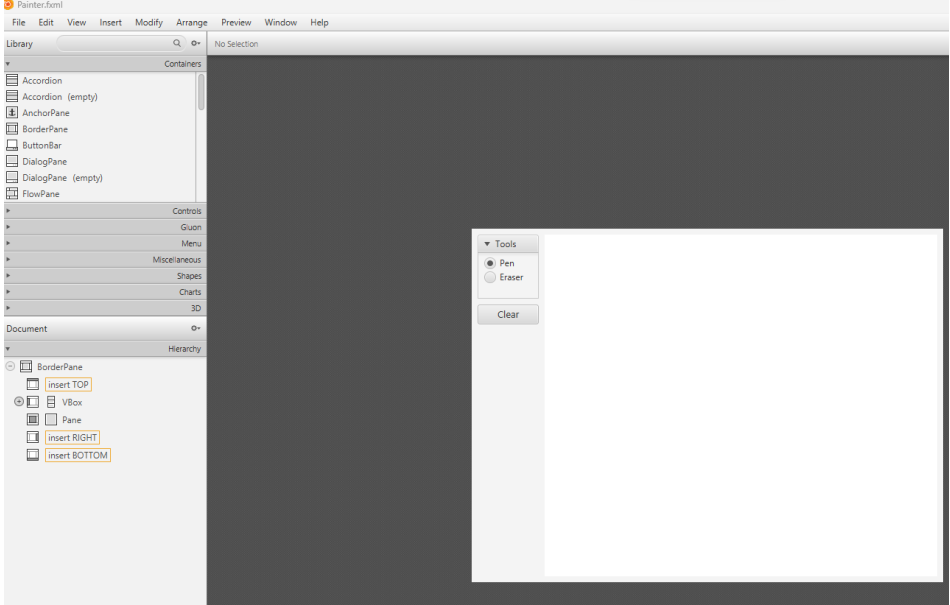 Painter.fxml
File Edit View Insert Modify Arrange Preview Window Help
Library
No Selection
Containers
Accordion
Accordion (empty)
AnchorPane
BorderPane
ButtonBar
DialogPane
DialogPane (empty)
FlowPane
Controls
Gluon
Menu
Miscellaneous
Shapes
Charts
3D
Document
Hierarchy
BorderPane
insert TOP
VBox
Pane
insert RIGHT
insert BOTTOM
Tools
Pen
Eraser
Clear